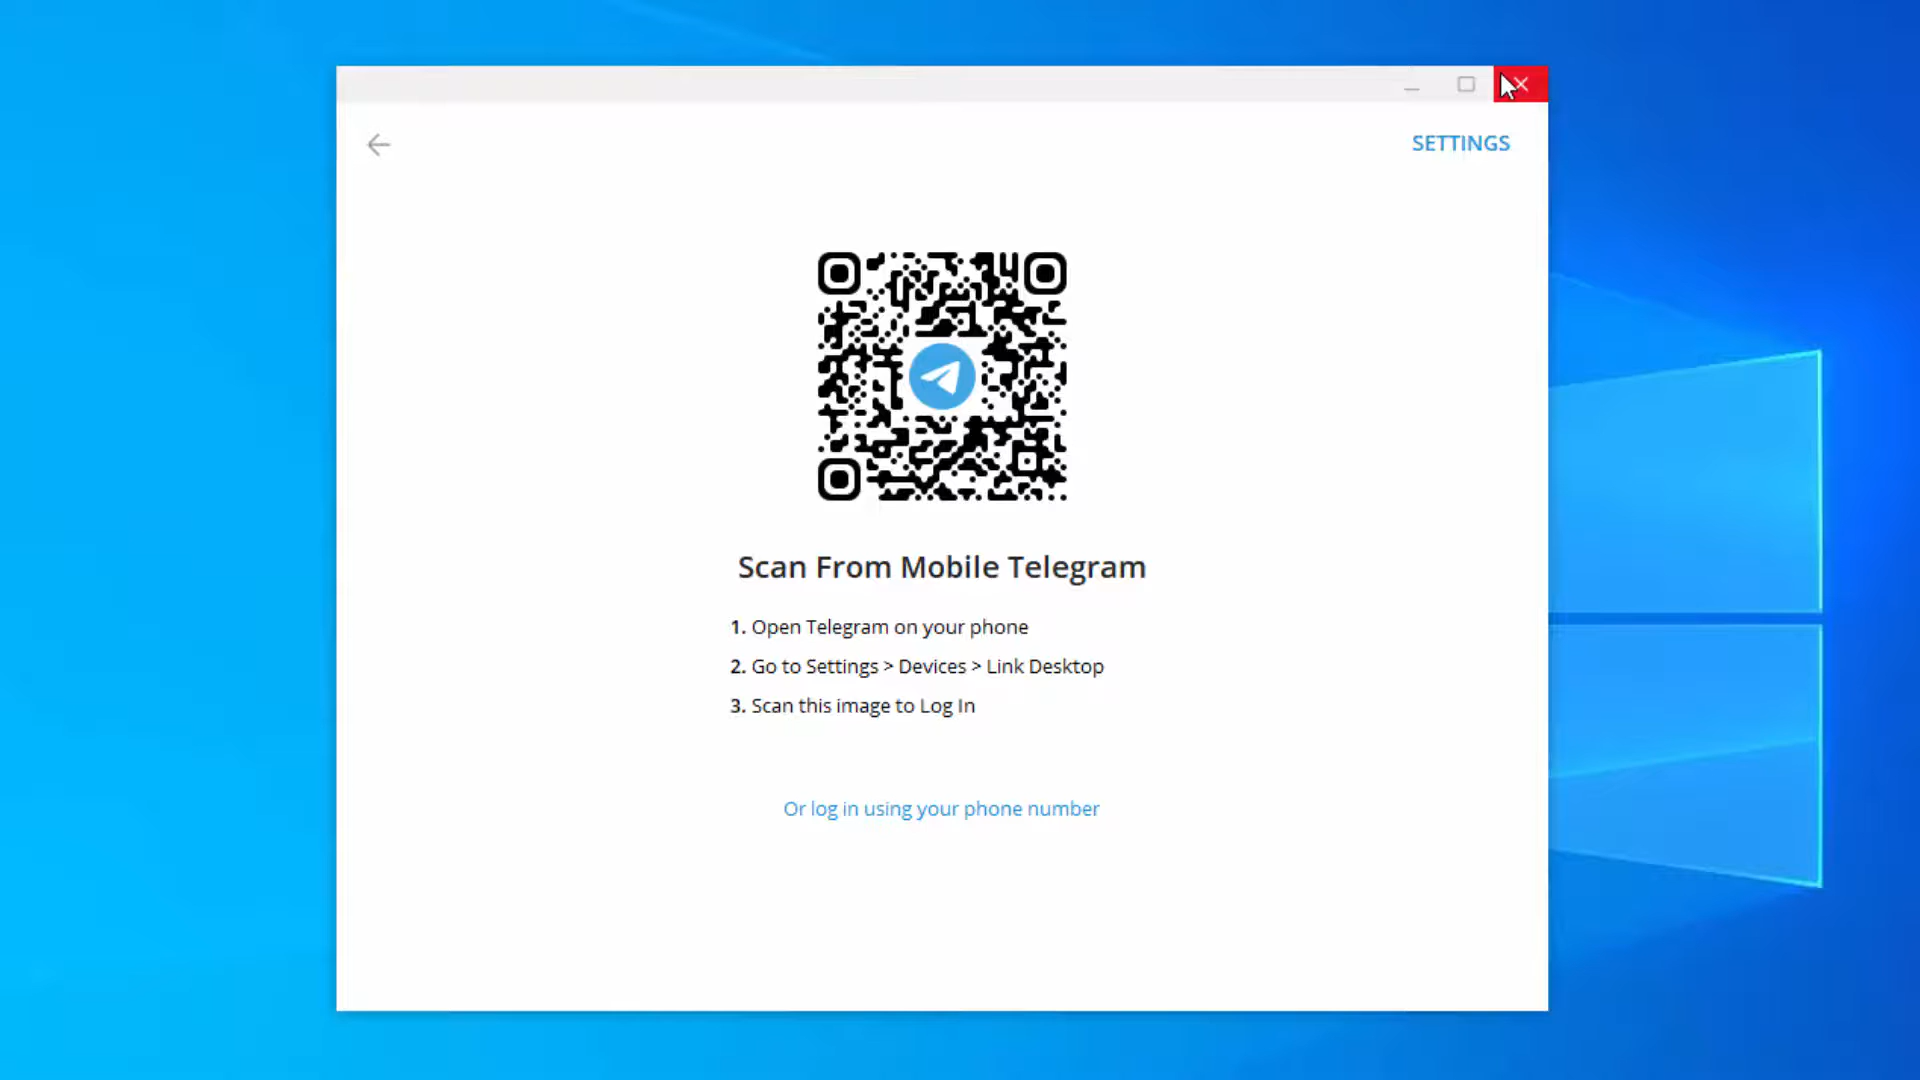 SETTINGS
Scan From Mobile Telegram
1. Open Telegram on your phone
2. Go to Settings > Devices > Link Desktop
3. Scan this image to Log In
Or log in using your phone number